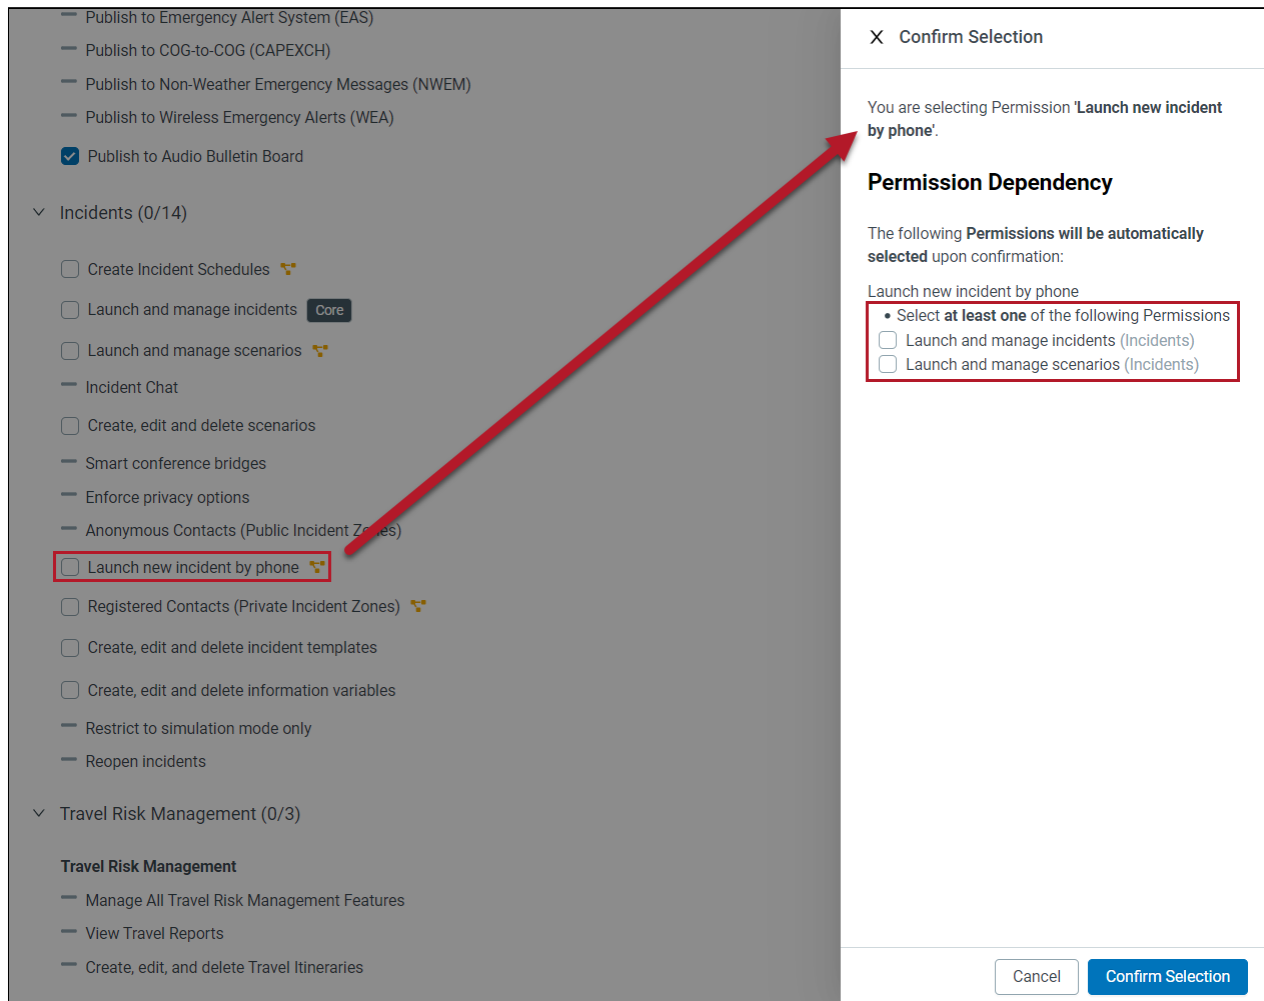 Publish to Emergency Alert System (EAS)
Publish to COG-to-COG (CAPEXCH)
Publish to Non-Weather Emergency Messages (NWEM)
Publish to Wireless Emergency Alerts (WEA)
Publish to Audio Bulletin Board
Incidents (0/14)
Create Incident Schedules
Launch and manage incidents Core
Launch and manage scenarios
Incident Chat
Create, edit and delete scenarios
Smart conference bridges
Enforce privacy options
Anonymous Contacts (Public Incident Zones)
Launch new incident by phone
Registered Contacts (Private Incident Zones)
Create, edit and delete incident templates
Create, edit and delete information variables
Restrict to simulation mode only
Reopen incidents
Travel Risk Management (0/3)
Travel Risk Management
Manage All Travel Risk Management Features
View Travel Reports
Create, edit, and delete Travel Itineraries
X Confirm Selection
You are selecting Permission 'Launch new incident
by phone'.
Permission Dependency
The following Permissions will be automatically
selected upon confirmation:
Launch new incident by phone
• Select at least one of the following Permissions
Launch and manage incidents (Incidents)
Launch and manage scenarios (Incidents)
Cancel
Confirm Selection